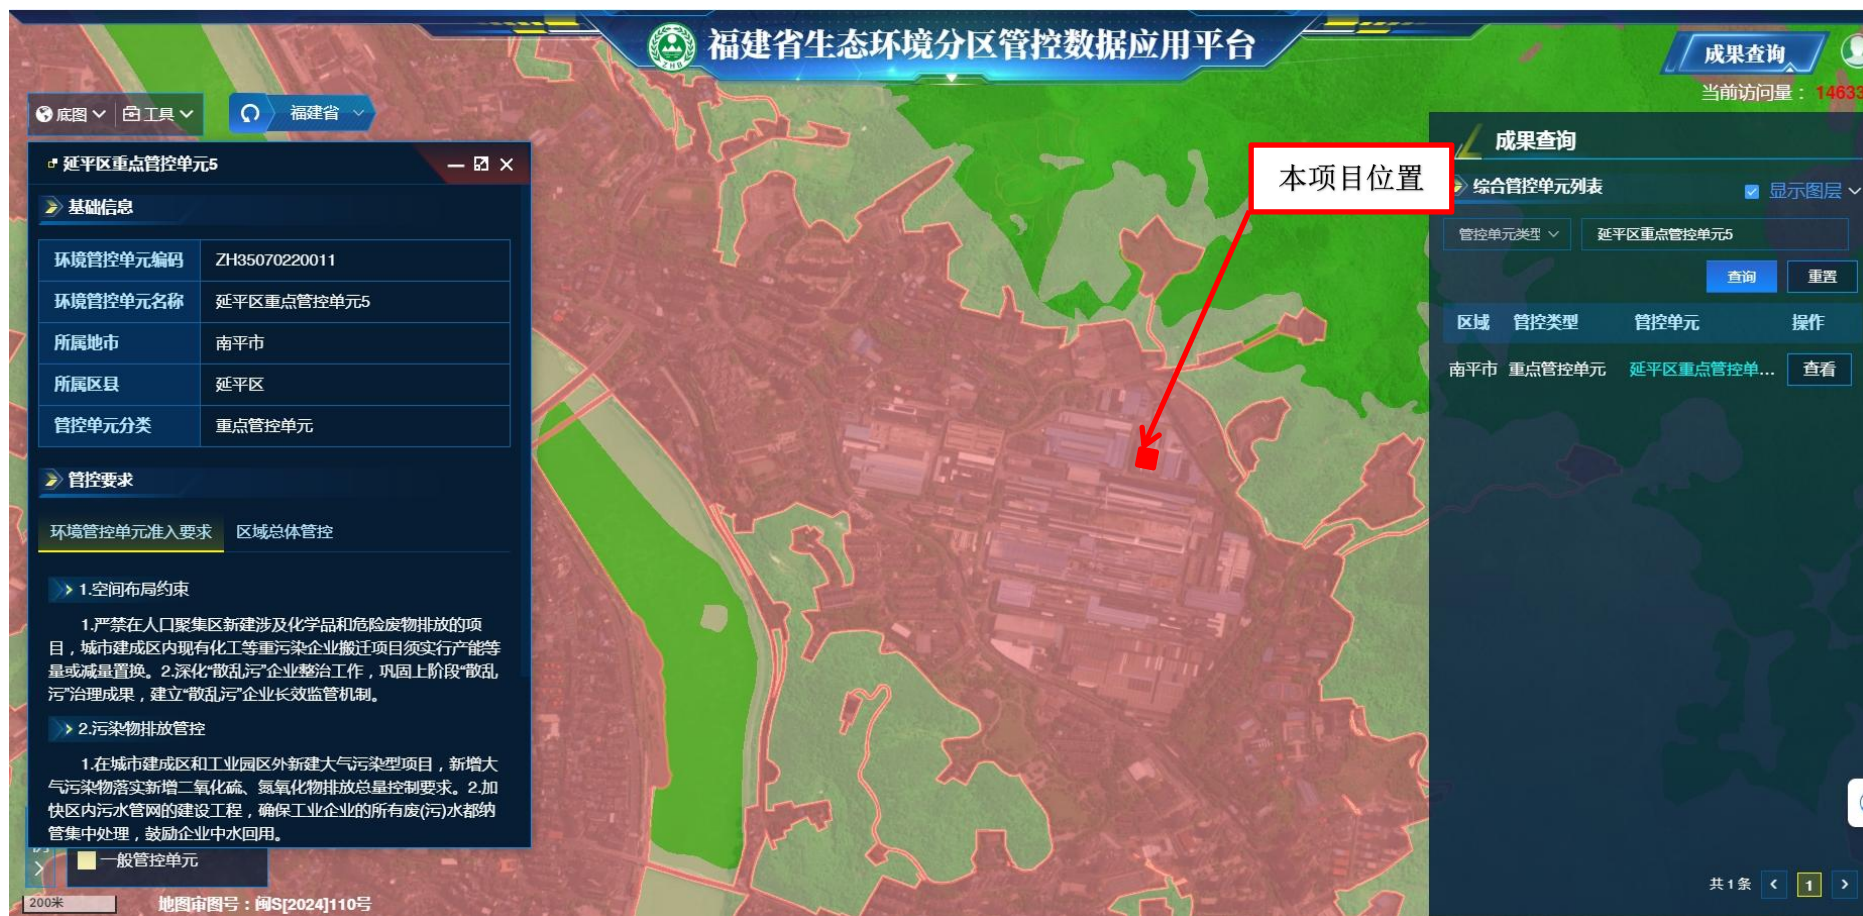 福建省生态环境分区管控数据应用平台
ZHB
成果查询
当前访问量： 14633
底图 工具 福建省
延平区重点管控单元5
基础信息
环境管控单元编码 ZH35070220011
环境管控单元名称 延平区重点管控单元5
所属地市 南平市
所属区县 延平区
管控单元分类 重点管控单元
管控要求
环境管控单元准入要求 区域总体管控
1.空间布局约束
1.严禁在人口聚集区新建涉及化学品和危险废物排放的项
目，城市建成区内现有化工等重污染企业搬迁项目须实行产能等
量或减量置换。2.深化“散乱污”企业整治工作，巩固上阶段“散乱
污”治理成果，建立“散乱污”企业长效监管机制。
2.污染物排放管控
1.在城市建成区和工业园区外新建大气污染型项目，新增大
气污染物落实新增二氧化硫、氮氧化物排放总量控制要求。2.加
快区内污水管网的建设工程，确保工业企业的所有废(污)水都纳
管集中处理，鼓励企业中水回用。
一般管控单元
200米
地图审图号：闽S[2024]110号
本项目位置
成果查询
综合管控单元列表 显示图层
管控单元类型 延平区重点管控单元5
查询 重置
区域 管控类型 管控单元 操作
南平市 重点管控单元 延平区重点管控单... 查看
共1条 1